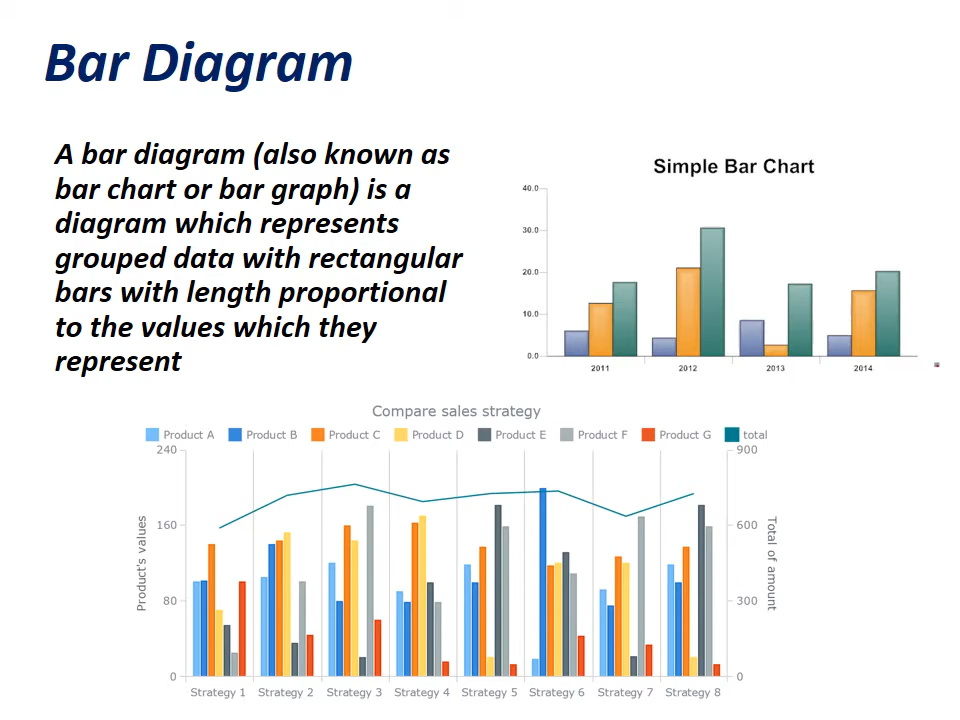 Bar Diagram
A bar diagram (also known as
bar chart or bar graph) is a
diagram which represents
grouped data with rectangular
bars with length proportional
to the values which they
represent
Simple Bar Chart
40.0
30.0
20.0
10.0
0.0
2011 2012 2013 2014
Compare sales strategy
Product A Product B Product C Product D Product E Product F Product G total
240 900
160 600
80 300
0 0
Product's values
Total of amount
Strategy 1 Strategy 2 Strategy 3 Strategy 4 Strategy 5 Strategy 6 Strategy 7 Strategy 8